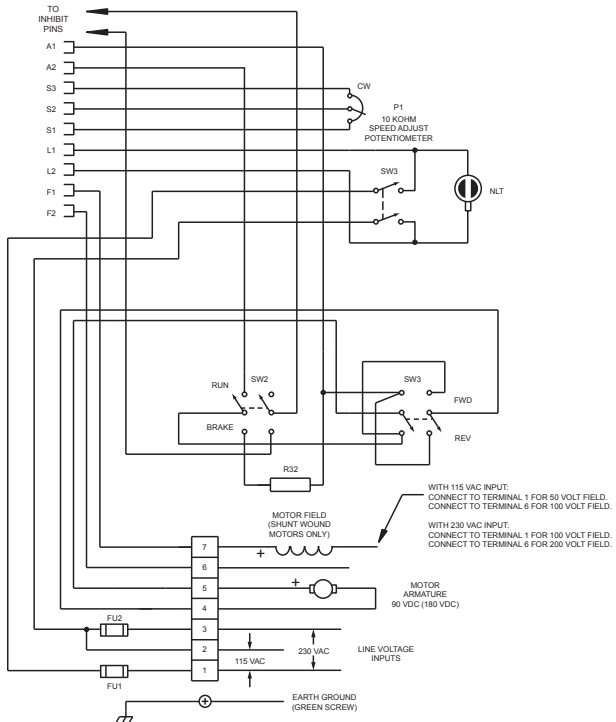 TO
INHIBIT
PINS
A1
A2
S3
S2
S1
L1
L2
F1
F2
CW
P1
10 KOHM
SPEED ADJUST
POTENTIOMETER
SW3
NLT
RUN
SW2
BRAKE
SW3
FWD
REV
R32
WITH 115 VAC INPUT:
CONNECT TO TERMINAL 1 FOR 50 VOLT FIELD.
CONNECT TO TERMINAL 6 FOR 100 VOLT FIELD.
WITH 230 VAC INPUT:
CONNECT TO TERMINAL 1 FOR 100 VOLT FIELD.
CONNECT TO TERMINAL 6 FOR 200 VOLT FIELD.
MOTOR FIELD
(SHUNT WOUND
MOTORS ONLY)
7
+
6
5
+
4
MOTOR
ARMATURE
90 VDC (180 VDC)
FU2
3
2
1
115 VAC
230 VAC
LINE VOLTAGE
INPUTS
FU1
EARTH GROUND
(GREEN SCREW)